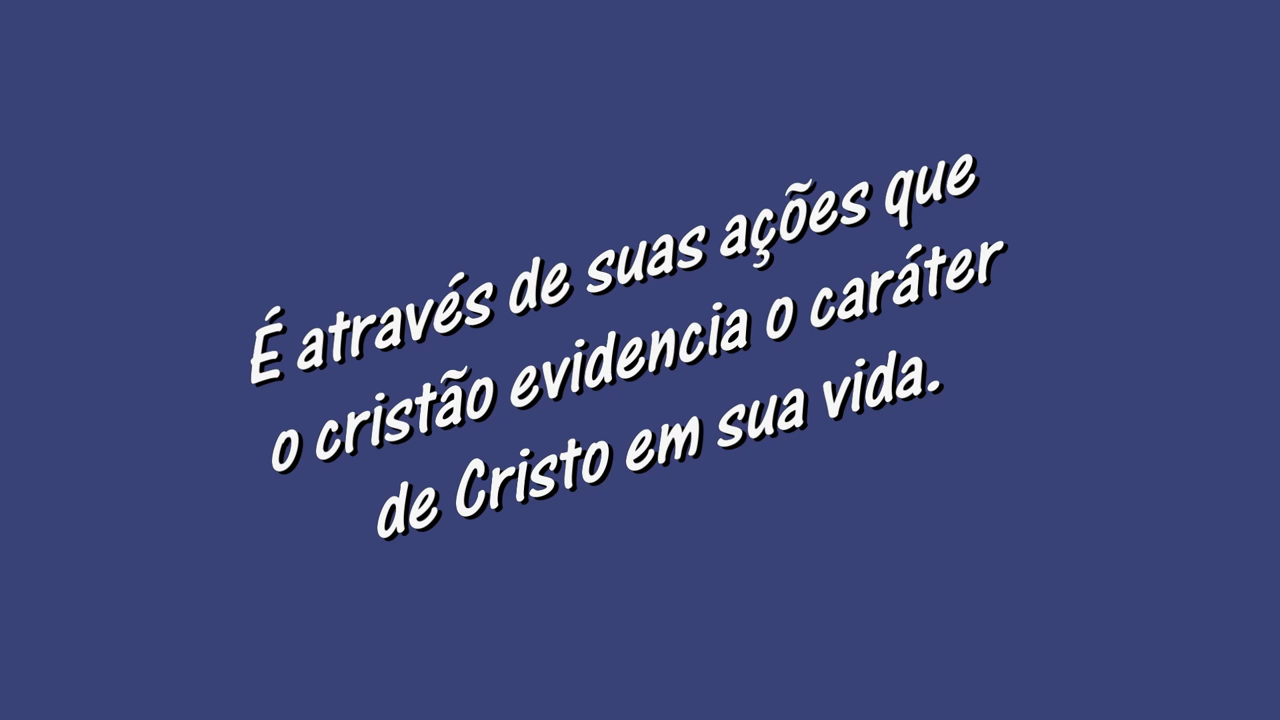 É através de suas ações que
o cristão evidencia o caráter
de Cristo em sua vida.